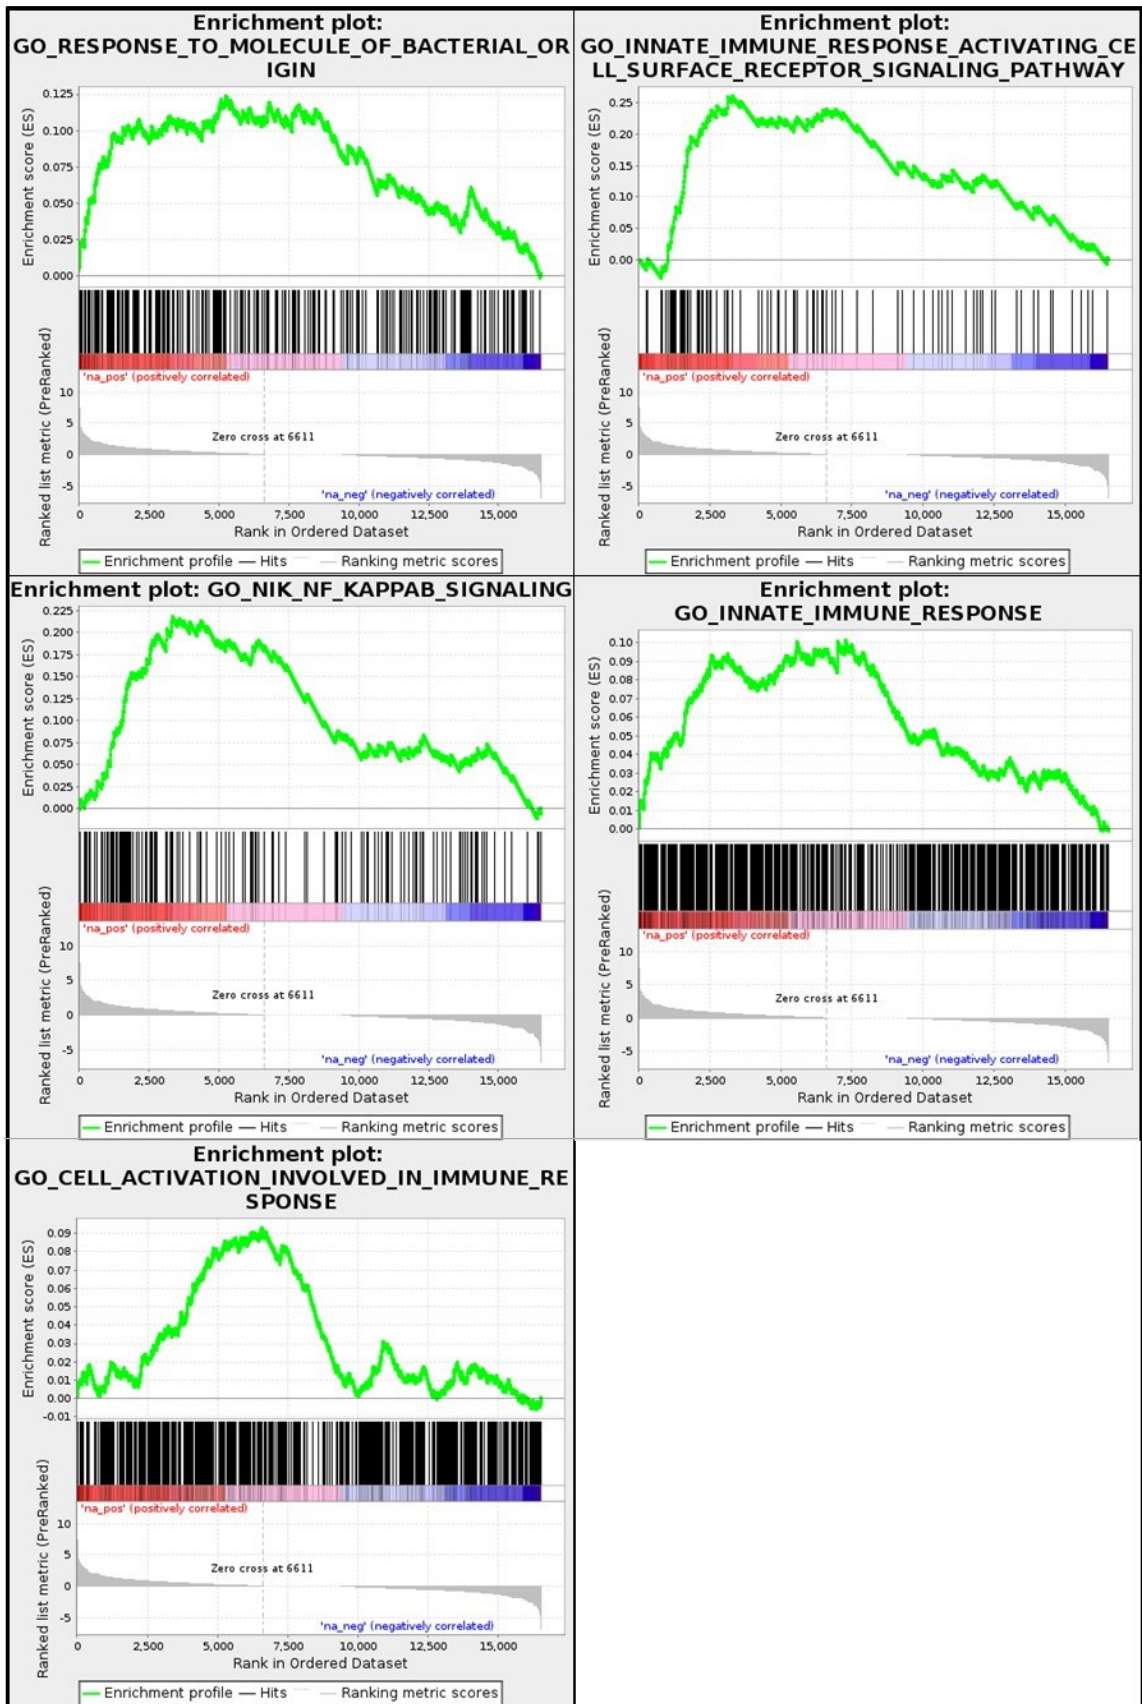 Enrichment plot:
GO_RESPONSE_TO_MOLECULE_OF_BACTERIAL_OR
IGIN
Enrichment score (ES)
0.125
0.100
0.075
0.050
0.025
0.000
'na_pos' (positively correlated)
Ranked list metric (PreRanked)
10
5
0
-5
Zero cross at 6611
'na_neg' (negatively correlated)
0 2,500 5,000 7,500 10,000 12,500 15,000
Rank in Ordered Dataset
Enrichment profile Hits Ranking metric scores
Enrichment plot:
GO_INNATE_IMMUNE_RESPONSE_ACTIVATING_CE
LL_SURFACE_RECEPTOR_SIGNALING_PATHWAY
Enrichment score (ES)
0.25
0.20
0.15
0.10
0.05
0.00
'na_pos' (positively correlated)
Ranked list metric (PreRanked)
10
5
0
-5
Zero cross at 6611
'na_neg' (negatively correlated)
0 2,500 5,000 7,500 10,000 12,500 15,000
Rank in Ordered Dataset
Enrichment profile Hits Ranking metric scores
Enrichment plot: GO_NIK_NF_KAPPAB_SIGNALING
Enrichment score (ES)
0.225
0.200
0.175
0.150
0.125
0.100
0.075
0.050
0.025
0.000
'na_pos' (positively correlated)
Ranked list metric (PreRanked)
10
5
0
-5
Zero cross at 6611
'na_neg' (negatively correlated)
0 2,500 5,000 7,500 10,000 12,500 15,000
Rank in Ordered Dataset
Enrichment profile Hits Ranking metric scores
Enrichment plot:
GO_INNATE_IMMUNE_RESPONSE
Enrichment score (ES)
0.10
0.09
0.08
0.07
0.06
0.05
0.04
0.03
0.02
0.01
0.00
'na_pos' (positively correlated)
Ranked list metric (PreRanked)
10
5
0
-5
Zero cross at 6611
'na_neg' (negatively correlated)
0 2,500 5,000 7,500 10,000 12,500 15,000
Rank in Ordered Dataset
Enrichment profile Hits Ranking metric scores
Enrichment plot:
GO_CELL_ACTIVATION_INVOLVED_IN_IMMUNE_RE
SPONSE
Enrichment score (ES)
0.09
0.08
0.07
0.06
0.05
0.04
0.03
0.02
0.01
0.00
-0.01
'na_pos' (positively correlated)
Ranked list metric (PreRanked)
10
5
0
-5
Zero cross at 6611
'na_neg' (negatively correlated)
0 2,500 5,000 7,500 10,000 12,500 15,000
Rank in Ordered Dataset
Enrichment profile Hits Ranking metric scores